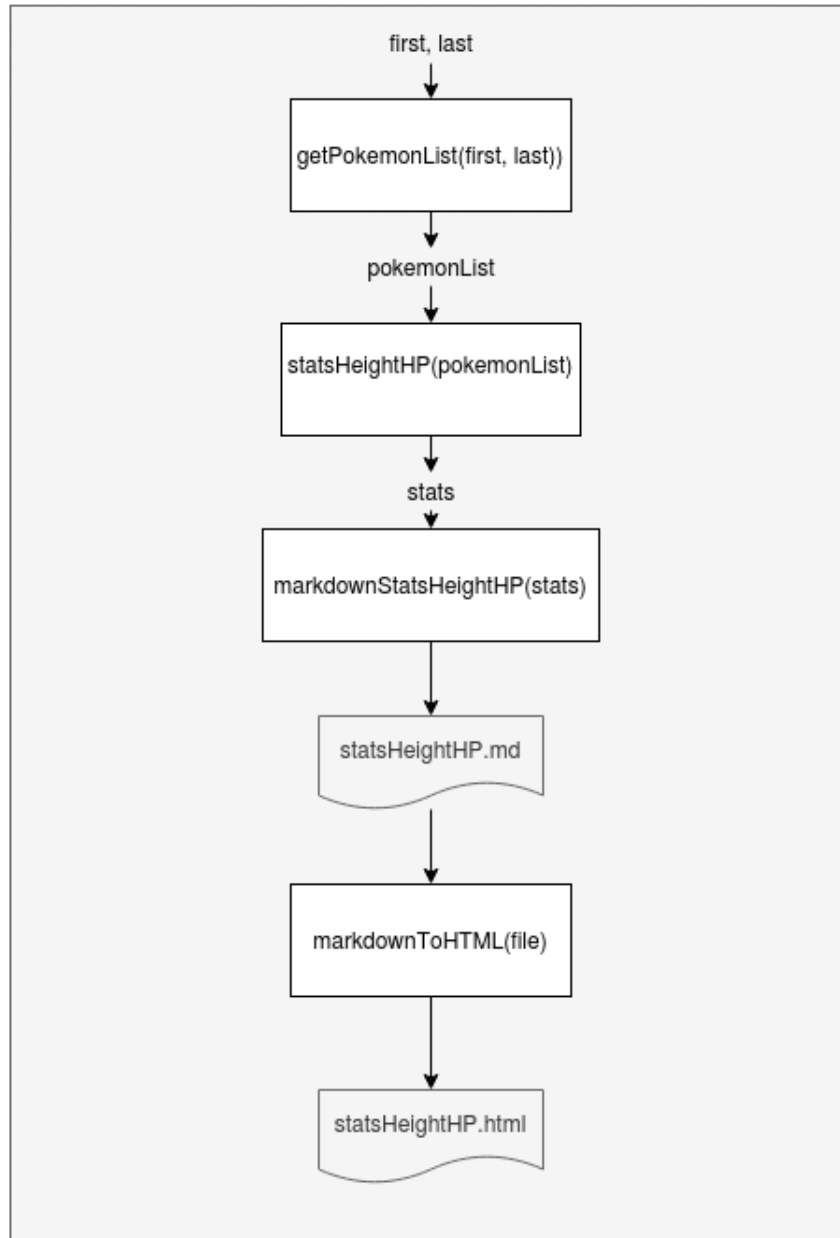 first, last
getPokemonList(first, last))
pokemonList
statsHeightHP(pokemonList)
stats
markdownStatsHeightHP(stats)
statsHeightHP.md
markdownToHTML(file)
statsHeightHP.html